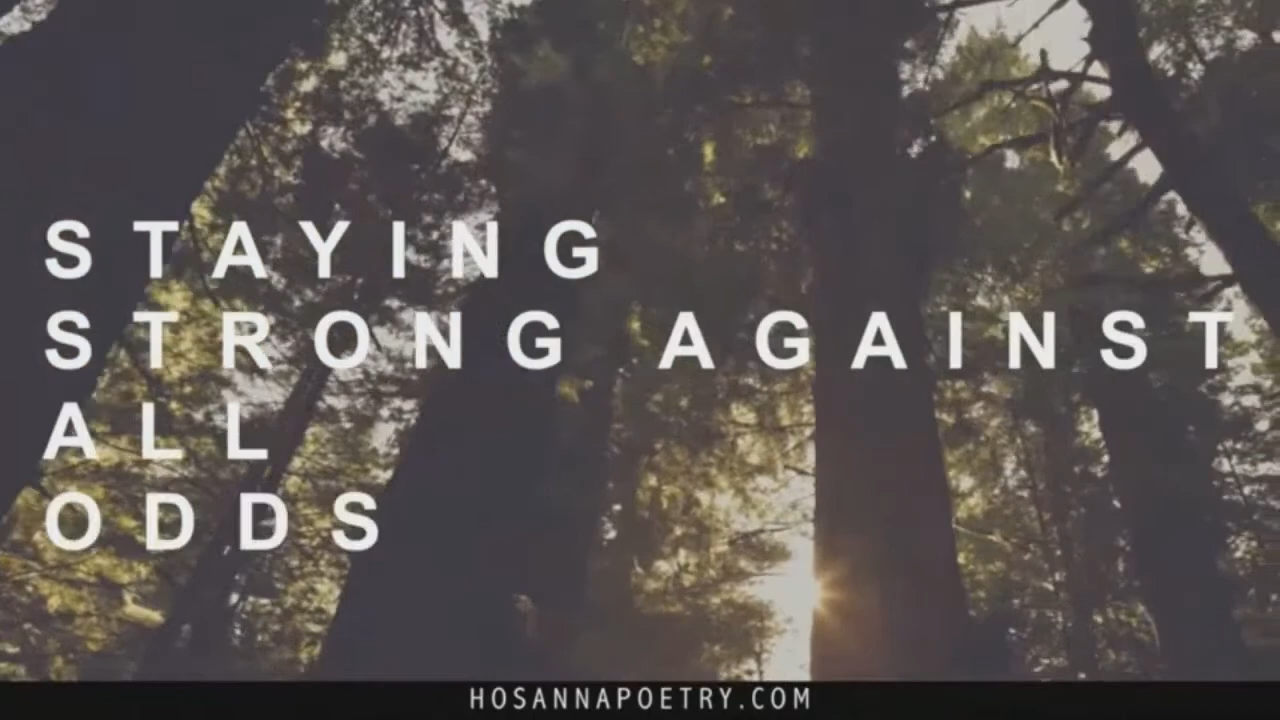 STAYING
STRONG AGAINST
ALL
ODDS
HOSANNAPOETRY.COM